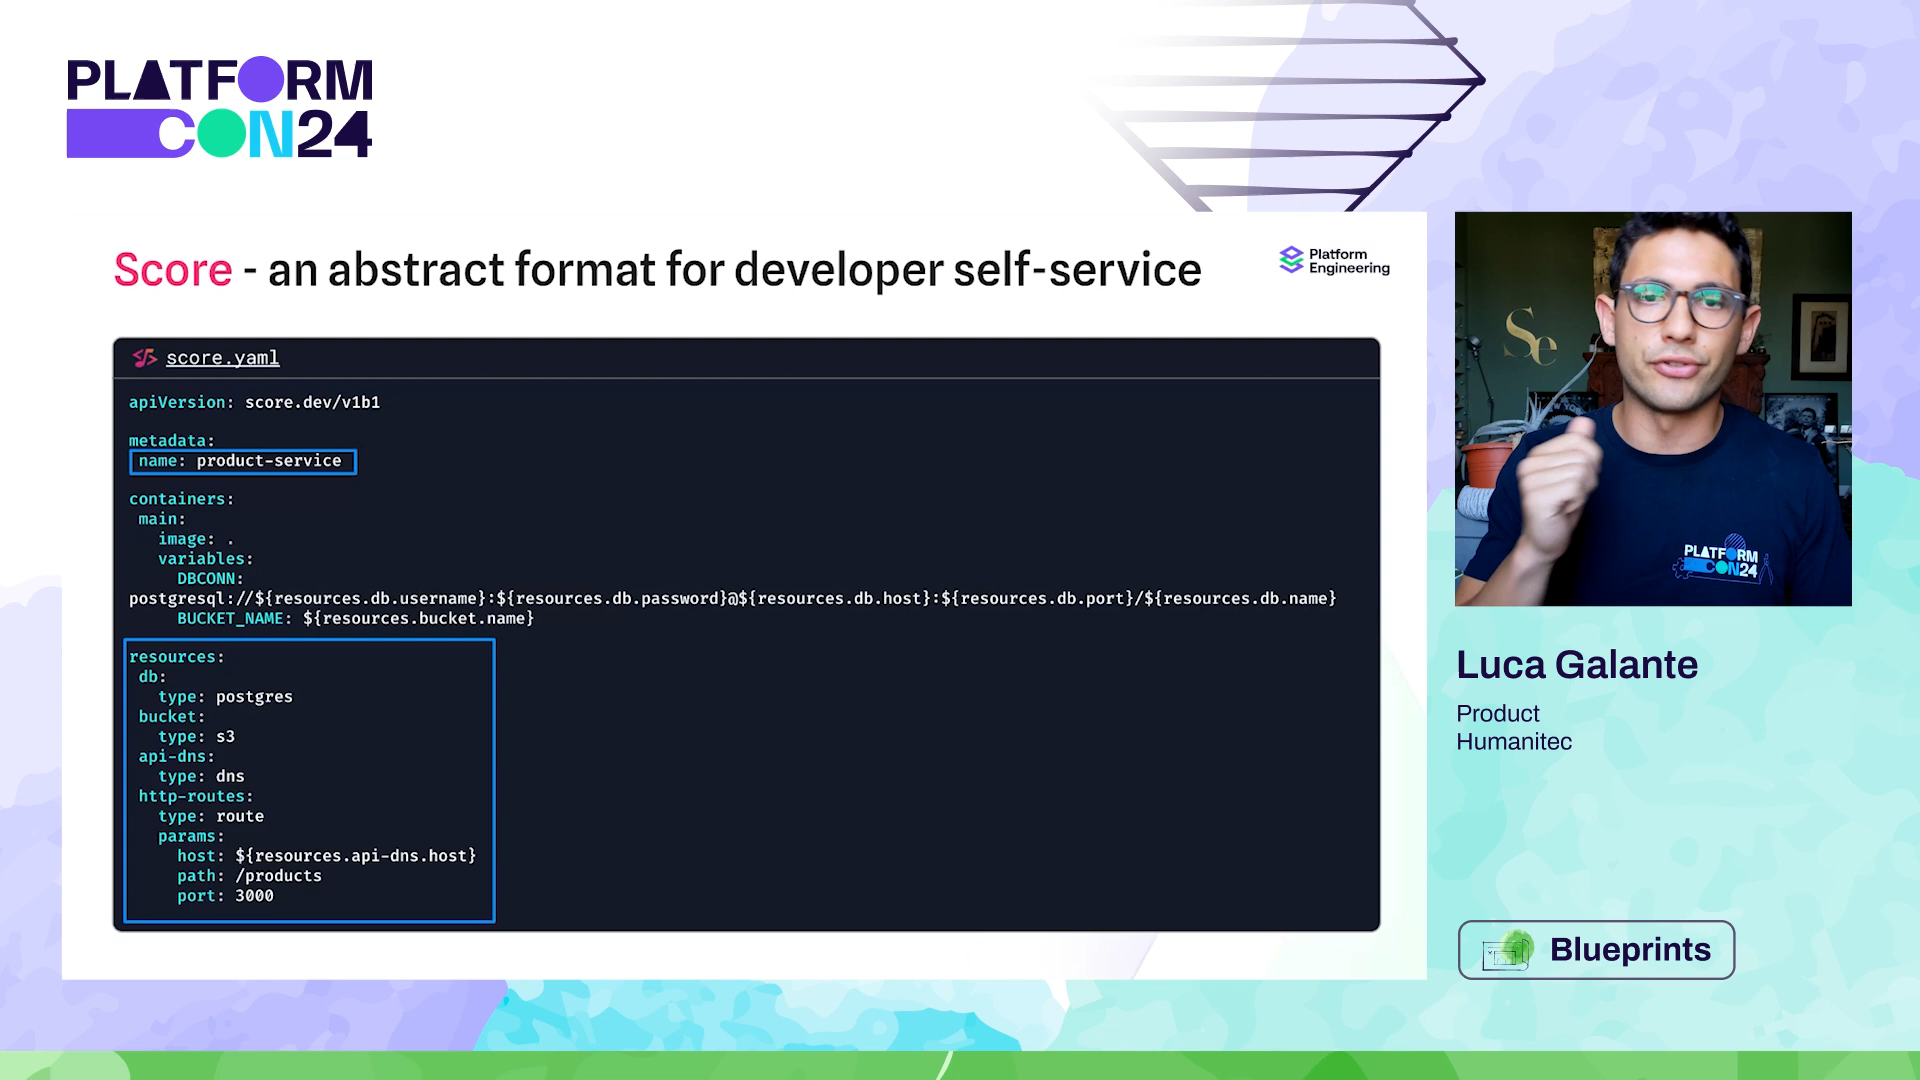 PLATFORM
CON24
Score - an abstract format for developer self-service
Platform
Engineering
score.yaml
apiVersion: score.dev/v1b1
metadata:
name: product-service
containers:
main:
image: .
variables:
DBCONN:
postgresql://${resources.db.username}:${resources.db.password}@${resources.db.host}:${resources.db.port}/${resources.db.name}
BUCKET_NAME: ${resources.bucket.name}
resources:
db:
type: postgres
bucket:
type: s3
api-dns:
type: dns
http-routes:
type: route
params:
host: ${resources.api-dns.host}
path: /products
port: 3000
Se
PLATFORM
CON24
Luca Galante
Product
Humanitec
Blueprints